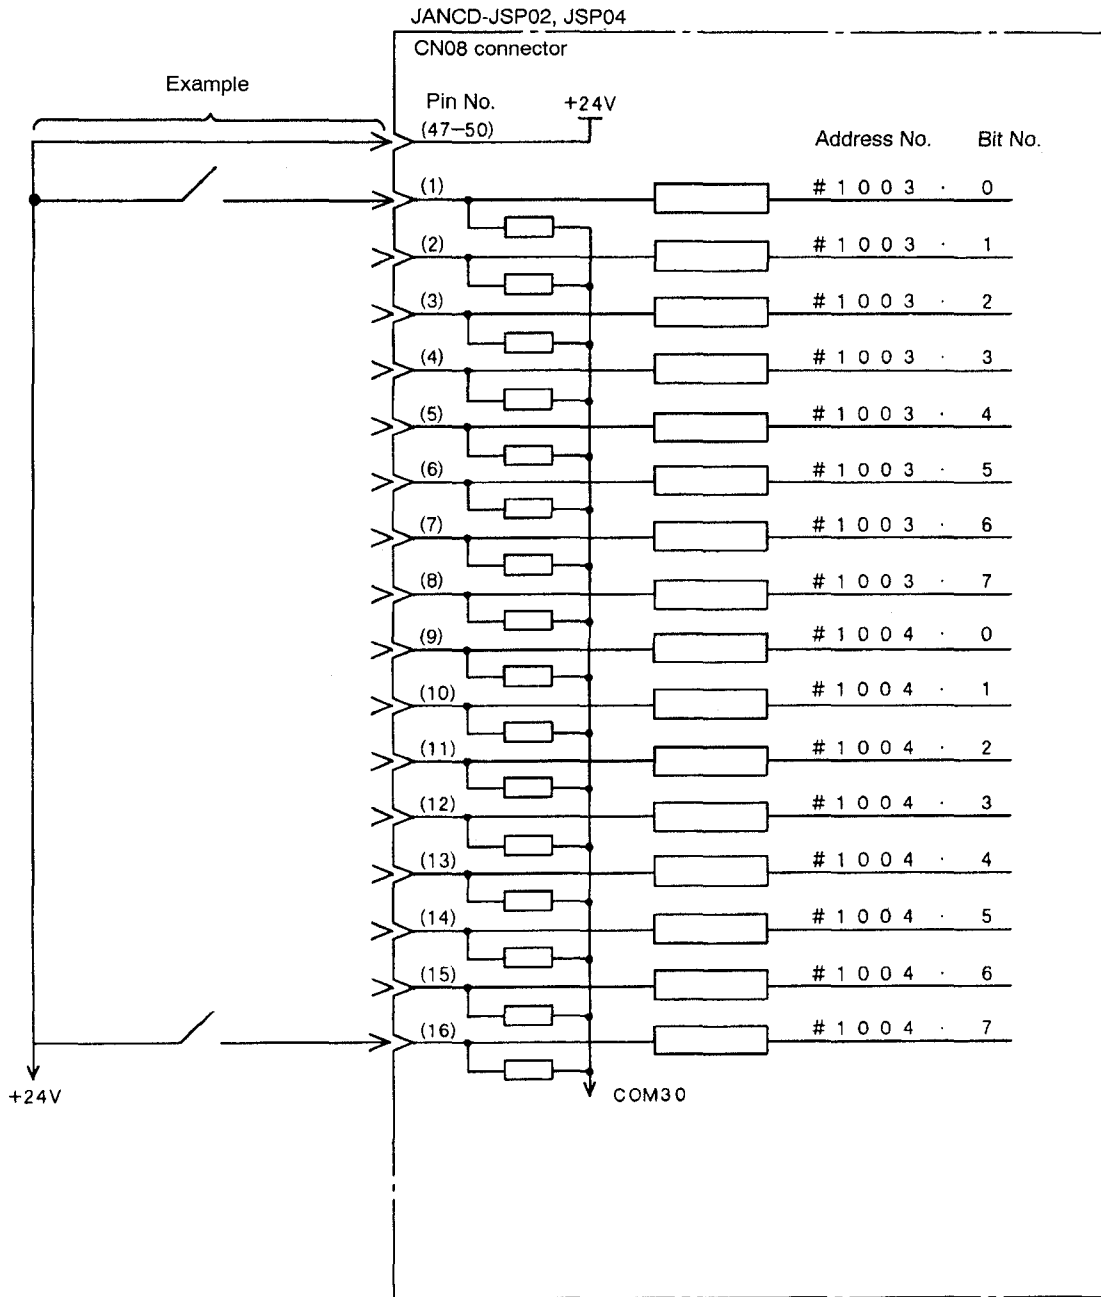 JANCD-JSP02, JSP04
CN08 connector
Example
Pin No. +24V
(47-50)
Address No. Bit No.
(1) #1003 · 0
(2) #1003 · 1
(3) #1003 · 2
(4) #1003 · 3
(5) #1003 · 4
(6) #1003 · 5
(7) #1003 · 6
(8) #1003 · 7
(9) #1004 · 0
(10) #1004 · 1
(11) #1004 · 2
(12) #1004 · 3
(13) #1004 · 4
(14) #1004 · 5
(15) #1004 · 6
(16) #1004 · 7
+24V COM30